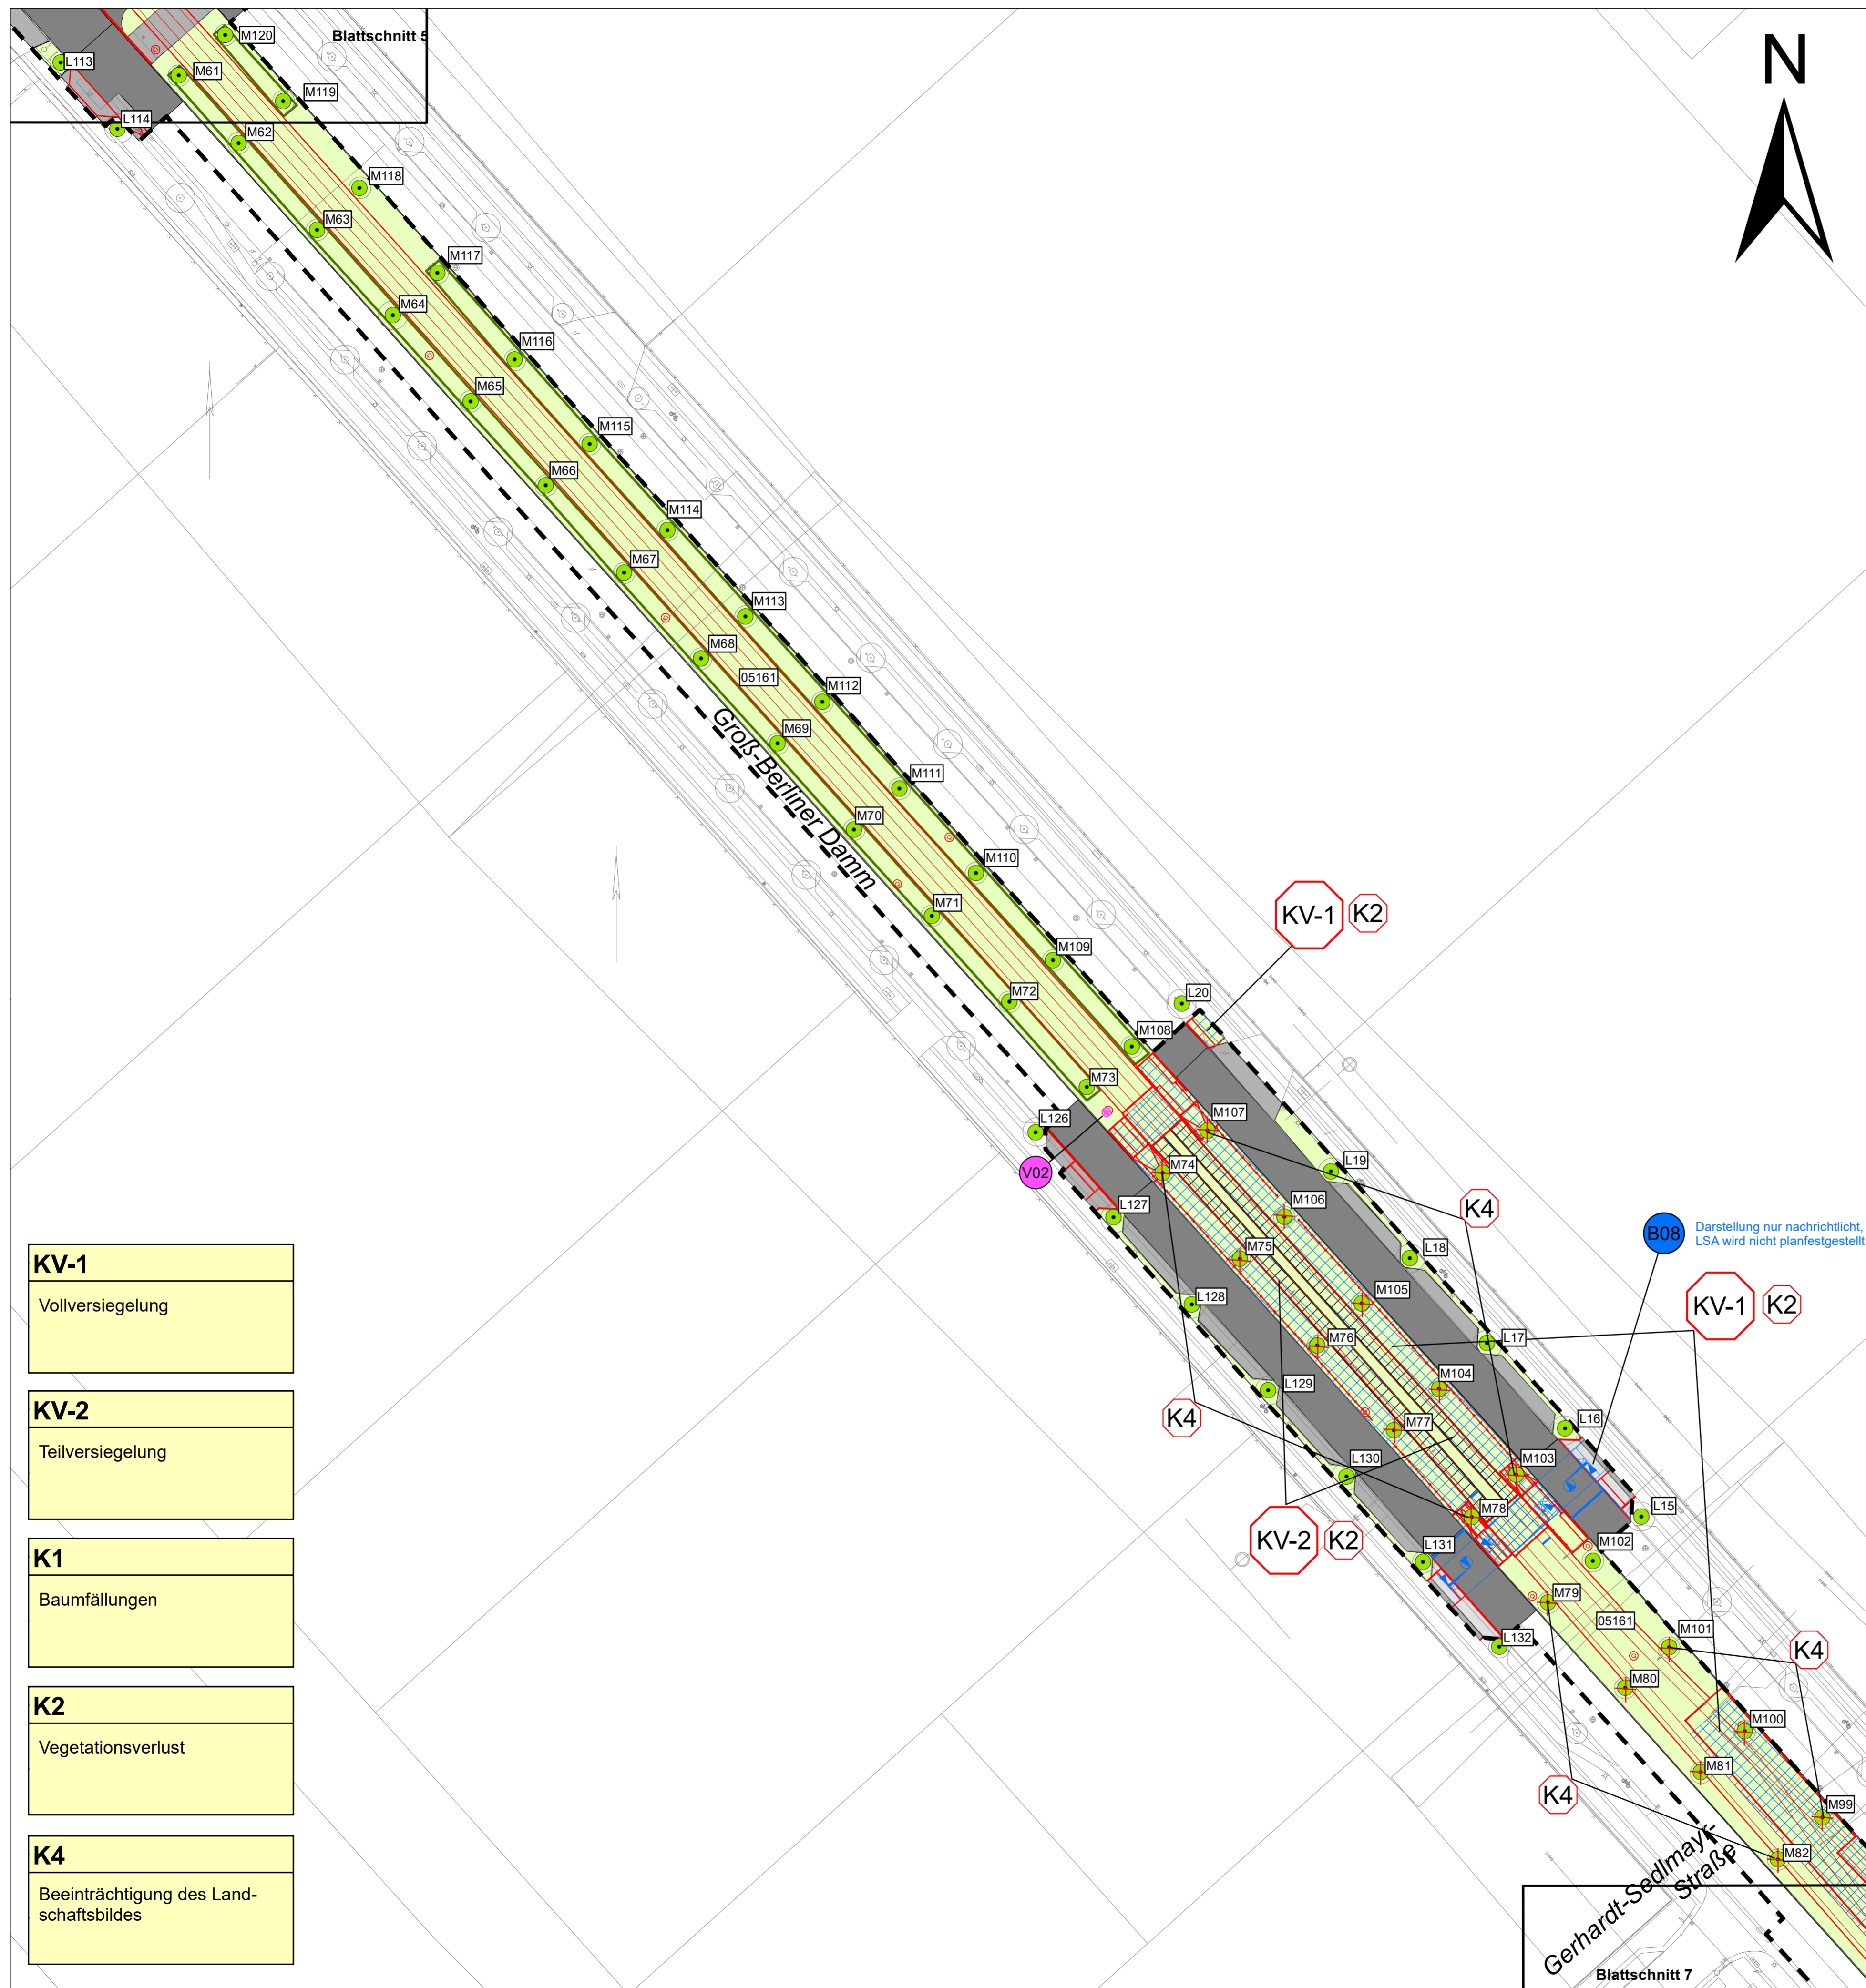 Blattschnitt 5
N
M120
L113
M61
M119
L114
M62
M118
M63
M117
M64
M116
M65
M115
M66
M114
M67
M113
M68
05161
M112
M69
Groß-Berliner Damm
M111
M70
M110
KV-1 K2
M71
M109
L20
M72
M108
M73
M107
L126
V02
M74
L19
M106
K4
L127
B08
Darstellung nur nachrichtlicht,
LSA wird nicht planfestgestellt
M75
L18
KV-1
Vollversiegelung
M105
KV-1 K2
L128
M76
L17
M104
L129
KV-2
Teilversiegelung
K4
M77
L16
L130
M103
L15
M78
KV-2 K2
M102
L131
K1
Baumfällungen
M79
05161
M101
L132
K4
M80
K2
Vegetationsverlust
M100
M81
K4
M99
M82
K4
Beeinträchtigung des Land-
schaftsbildes
Gerhardt-Sedlmayr-
Straße
Blattschnitt 7